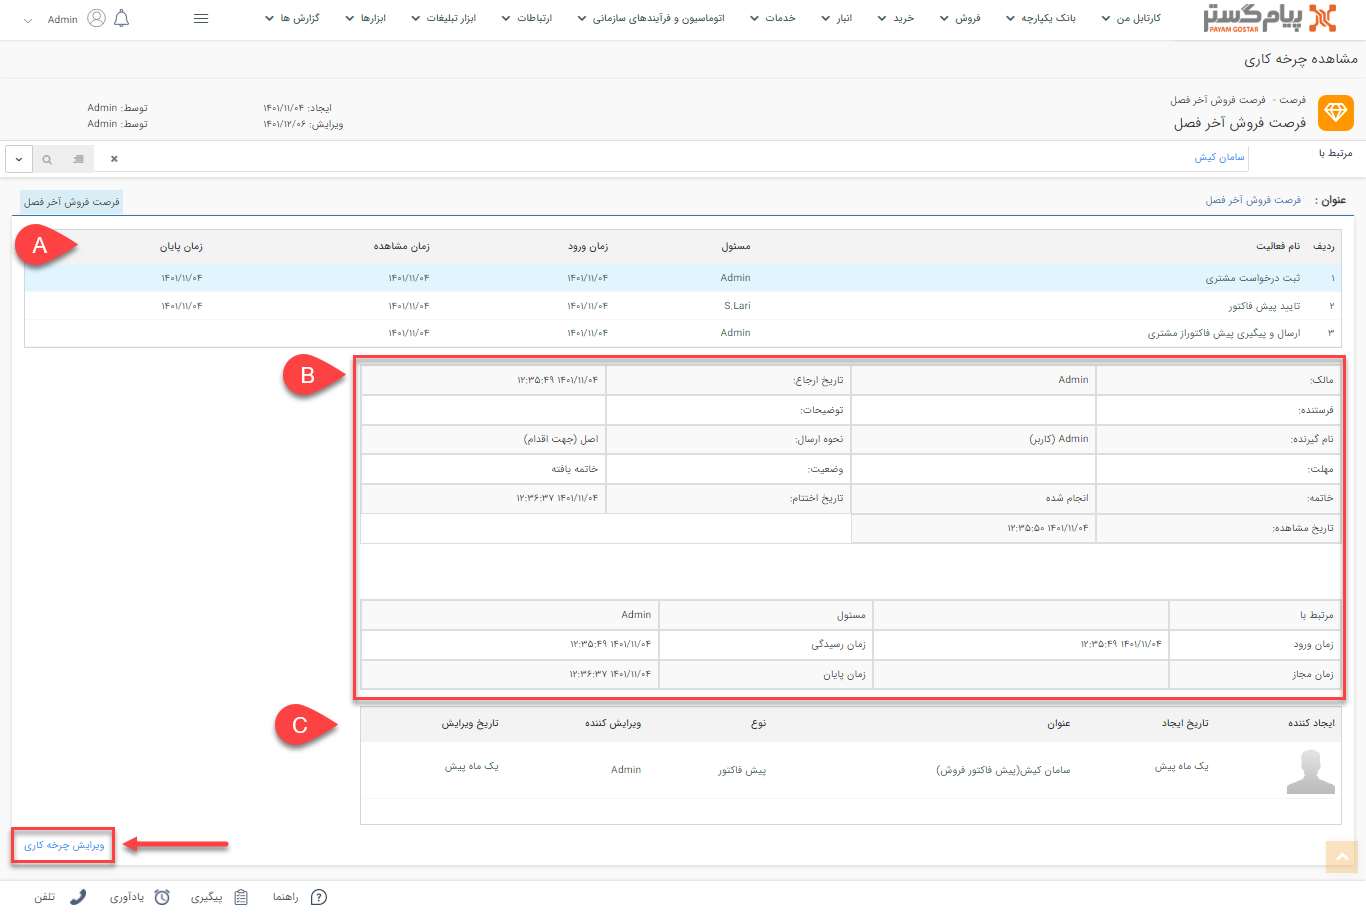 پیام گستر
PAYAM GOSTAR
کارتابل من بانک یکپارچه فروش خرید انبار خدمات اتوماسیون و فرآیندهای سازمانی ارتباطات ابزار تبلیغات ابزارها گزارش ها Admin
مشاهده چرخه کاری
فرصت - فرصت فروش آخر فصل
فرصت فروش آخر فصل
ایجاد: ۱۴۰۱/۱۱/۰۴ توسط: Admin
ویرایش: ۱۴۰۱/۱۲/۰۶ توسط: Admin
مرتبط با سامان کیش
عنوان : فرصت فروش آخر فصل فرصت فروش آخر فصل
A
ردیف نام فعالیت مسئول زمان ورود زمان مشاهده زمان پایان
۱ ثبت درخواست مشتری Admin ۱۴۰۱/۱۱/۰۴ ۱۴۰۱/۱۱/۰۴ ۱۴۰۱/۱۱/۰۴
۲ تایید پیش فاکتور S.Lari ۱۴۰۱/۱۱/۰۴ ۱۴۰۱/۱۱/۰۴ ۱۴۰۱/۱۱/۰۴
۳ ارسال و پیگیری پیش فاکتوراز مشتری Admin ۱۴۰۱/۱۱/۰۴ ۱۴۰۱/۱۱/۰۴
B
مالک: Admin تاریخ ارجاع: ۱۴۰۱/۱۱/۰۴ ۱۲:۳۵:۴۹
فرستنده: توضیحات:
نام گیرنده: Admin (کاربر) نحوه ارسال: اصل (جهت اقدام)
مهلت: وضعیت: خاتمه یافته
خاتمه: انجام شده تاریخ اختتام: ۱۴۰۱/۱۱/۰۴ ۱۲:۳۶:۳۷
تاریخ مشاهده: ۱۴۰۱/۱۱/۰۴ ۱۲:۳۵:۵۰
مرتبط با مسئول Admin
زمان ورود ۱۴۰۱/۱۱/۰۴ ۱۲:۳۵:۴۹ زمان رسیدگی ۱۴۰۱/۱۱/۰۴ ۱۲:۳۵:۴۹
زمان مجاز زمان پایان ۱۴۰۱/۱۱/۰۴ ۱۲:۳۶:۳۷
C
ایجاد کننده تاریخ ایجاد عنوان نوع ویرایش کننده تاریخ ویرایش
یک ماه پیش سامان کیش(پیش فاکتور فروش) پیش فاکتور Admin یک ماه پیش
ویرایش چرخه کاری
راهنما پیگیری یادآوری تلفن